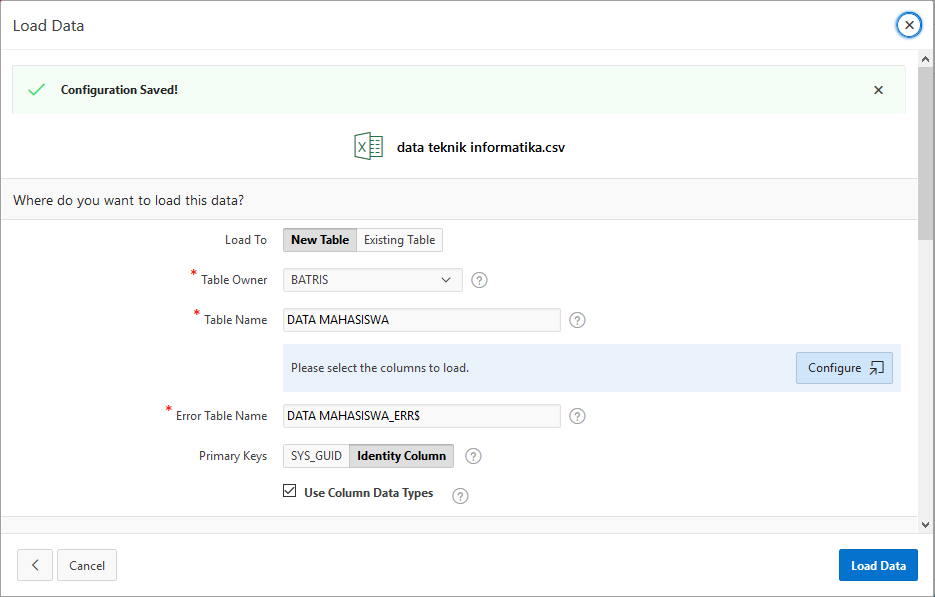 Load Data
Configuration Saved!
data teknik informatika.csv
Where do you want to load this data?
Load To New Table Existing Table
* Table Owner BATRIS ?
* Table Name DATA MAHASISWA ?
Please select the columns to load. Configure
* Error Table Name DATA MAHASISWA_ERR$ ?
Primary Keys SYS_GUID Identity Column ?
Use Column Data Types ?
Cancel Load Data